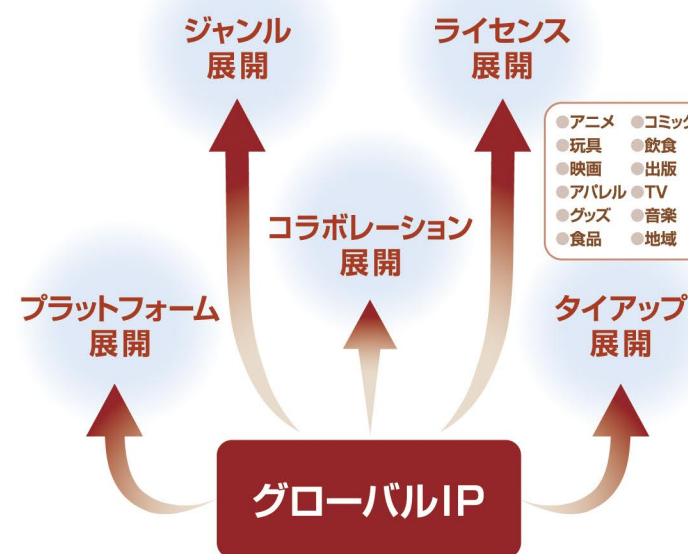 ジャンル
展開
ライセンス
展開
●アニメ ●コミック
●玩具 ●飲食
●映画 ●出版
●アパレル ●TV
●グッズ ●音楽
●食品 ●地域
コラボレーション
展開
プラットフォーム
展開
タイアップ
展開
グローバルIP